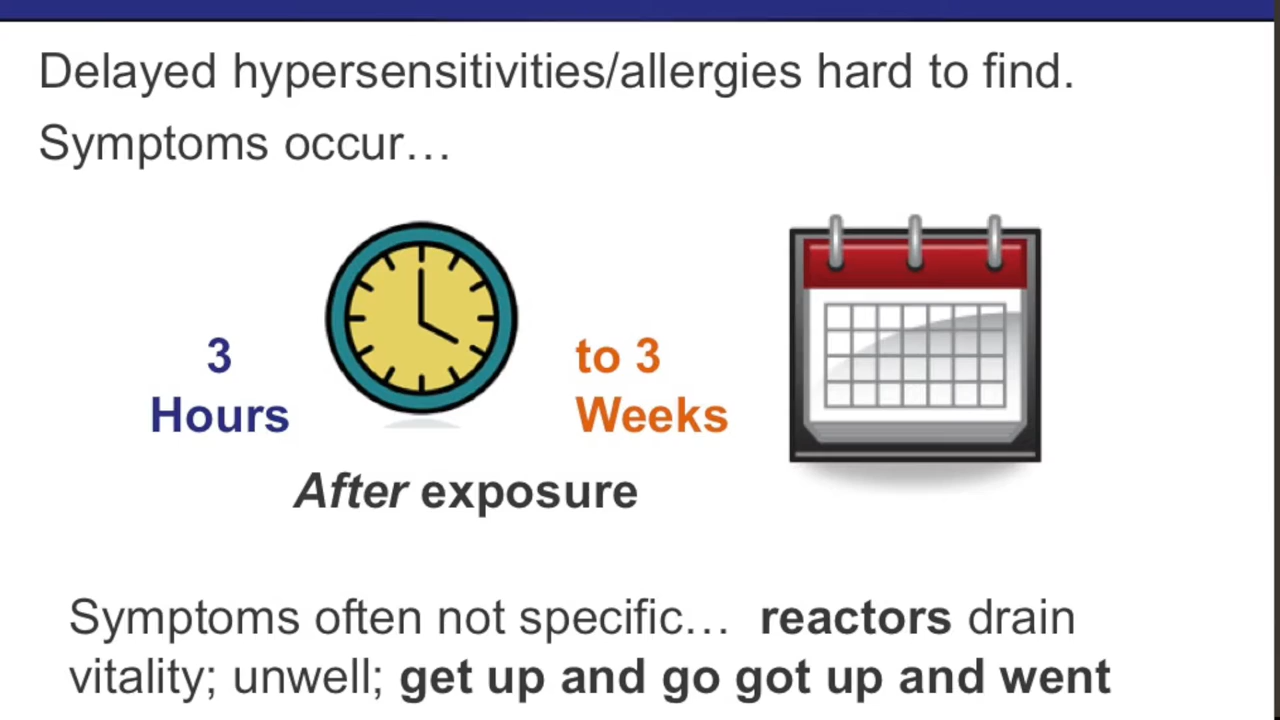 Delayed hypersensitivities/allergies hard to find.
Symptoms occur…
3
Hours
to 3
Weeks
After exposure
Symptoms often not specific… reactors drain
vitality; unwell; get up and go got up and went